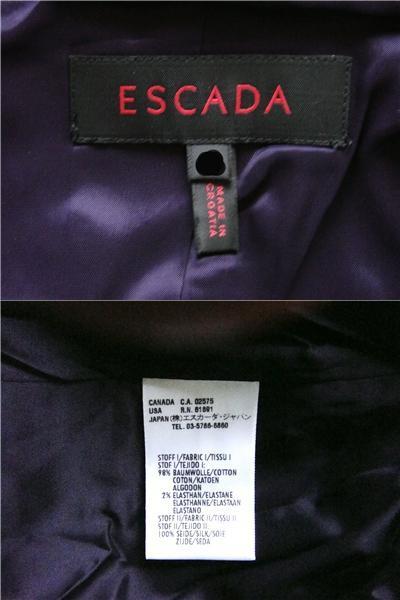 ESCADA
MADE IN
CROATIA
CANADA C.A. 02575
USA R.N. 81891
JAPAN (株)エスカーダ・ジャパン
TEL. 03-5766-6860
STOFF I/FABRIC I/TISSU I
STOF I/TEJIDO I:
98% BAUMWOLLE/COTTON
COTON/KATOEN
ALGODON
2% ELASTHAN/ELASTANE
ELASTHANNE/ELASTAAN
ELASTANO
STOFF II/FABRIC II/TISSU II
STOF II/TEJIDO II:
100% SEIDE/SILK/SOIE
ZIJDE/SEDA